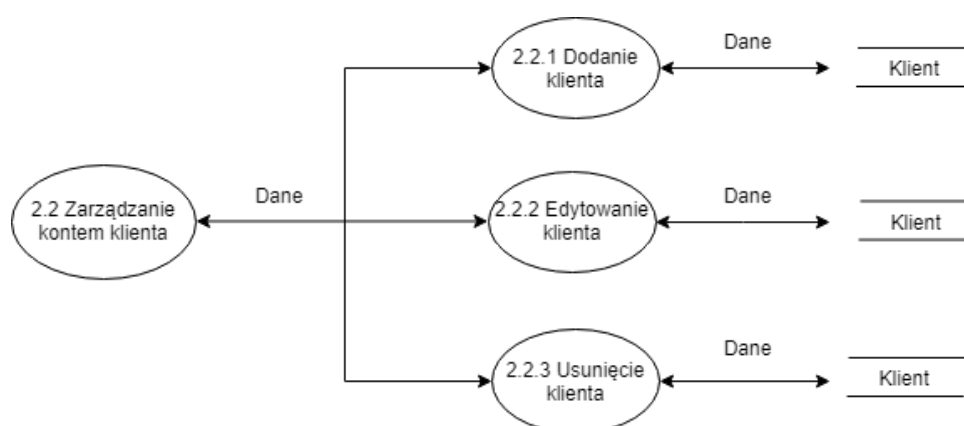 2.2.1 Dodanie
klienta
Dane
Klient
2.2 Zarządzanie
kontem klienta
Dane
2.2.2 Edytowanie
klienta
Dane
Klient
2.2.3 Usunięcie
klienta
Dane
Klient